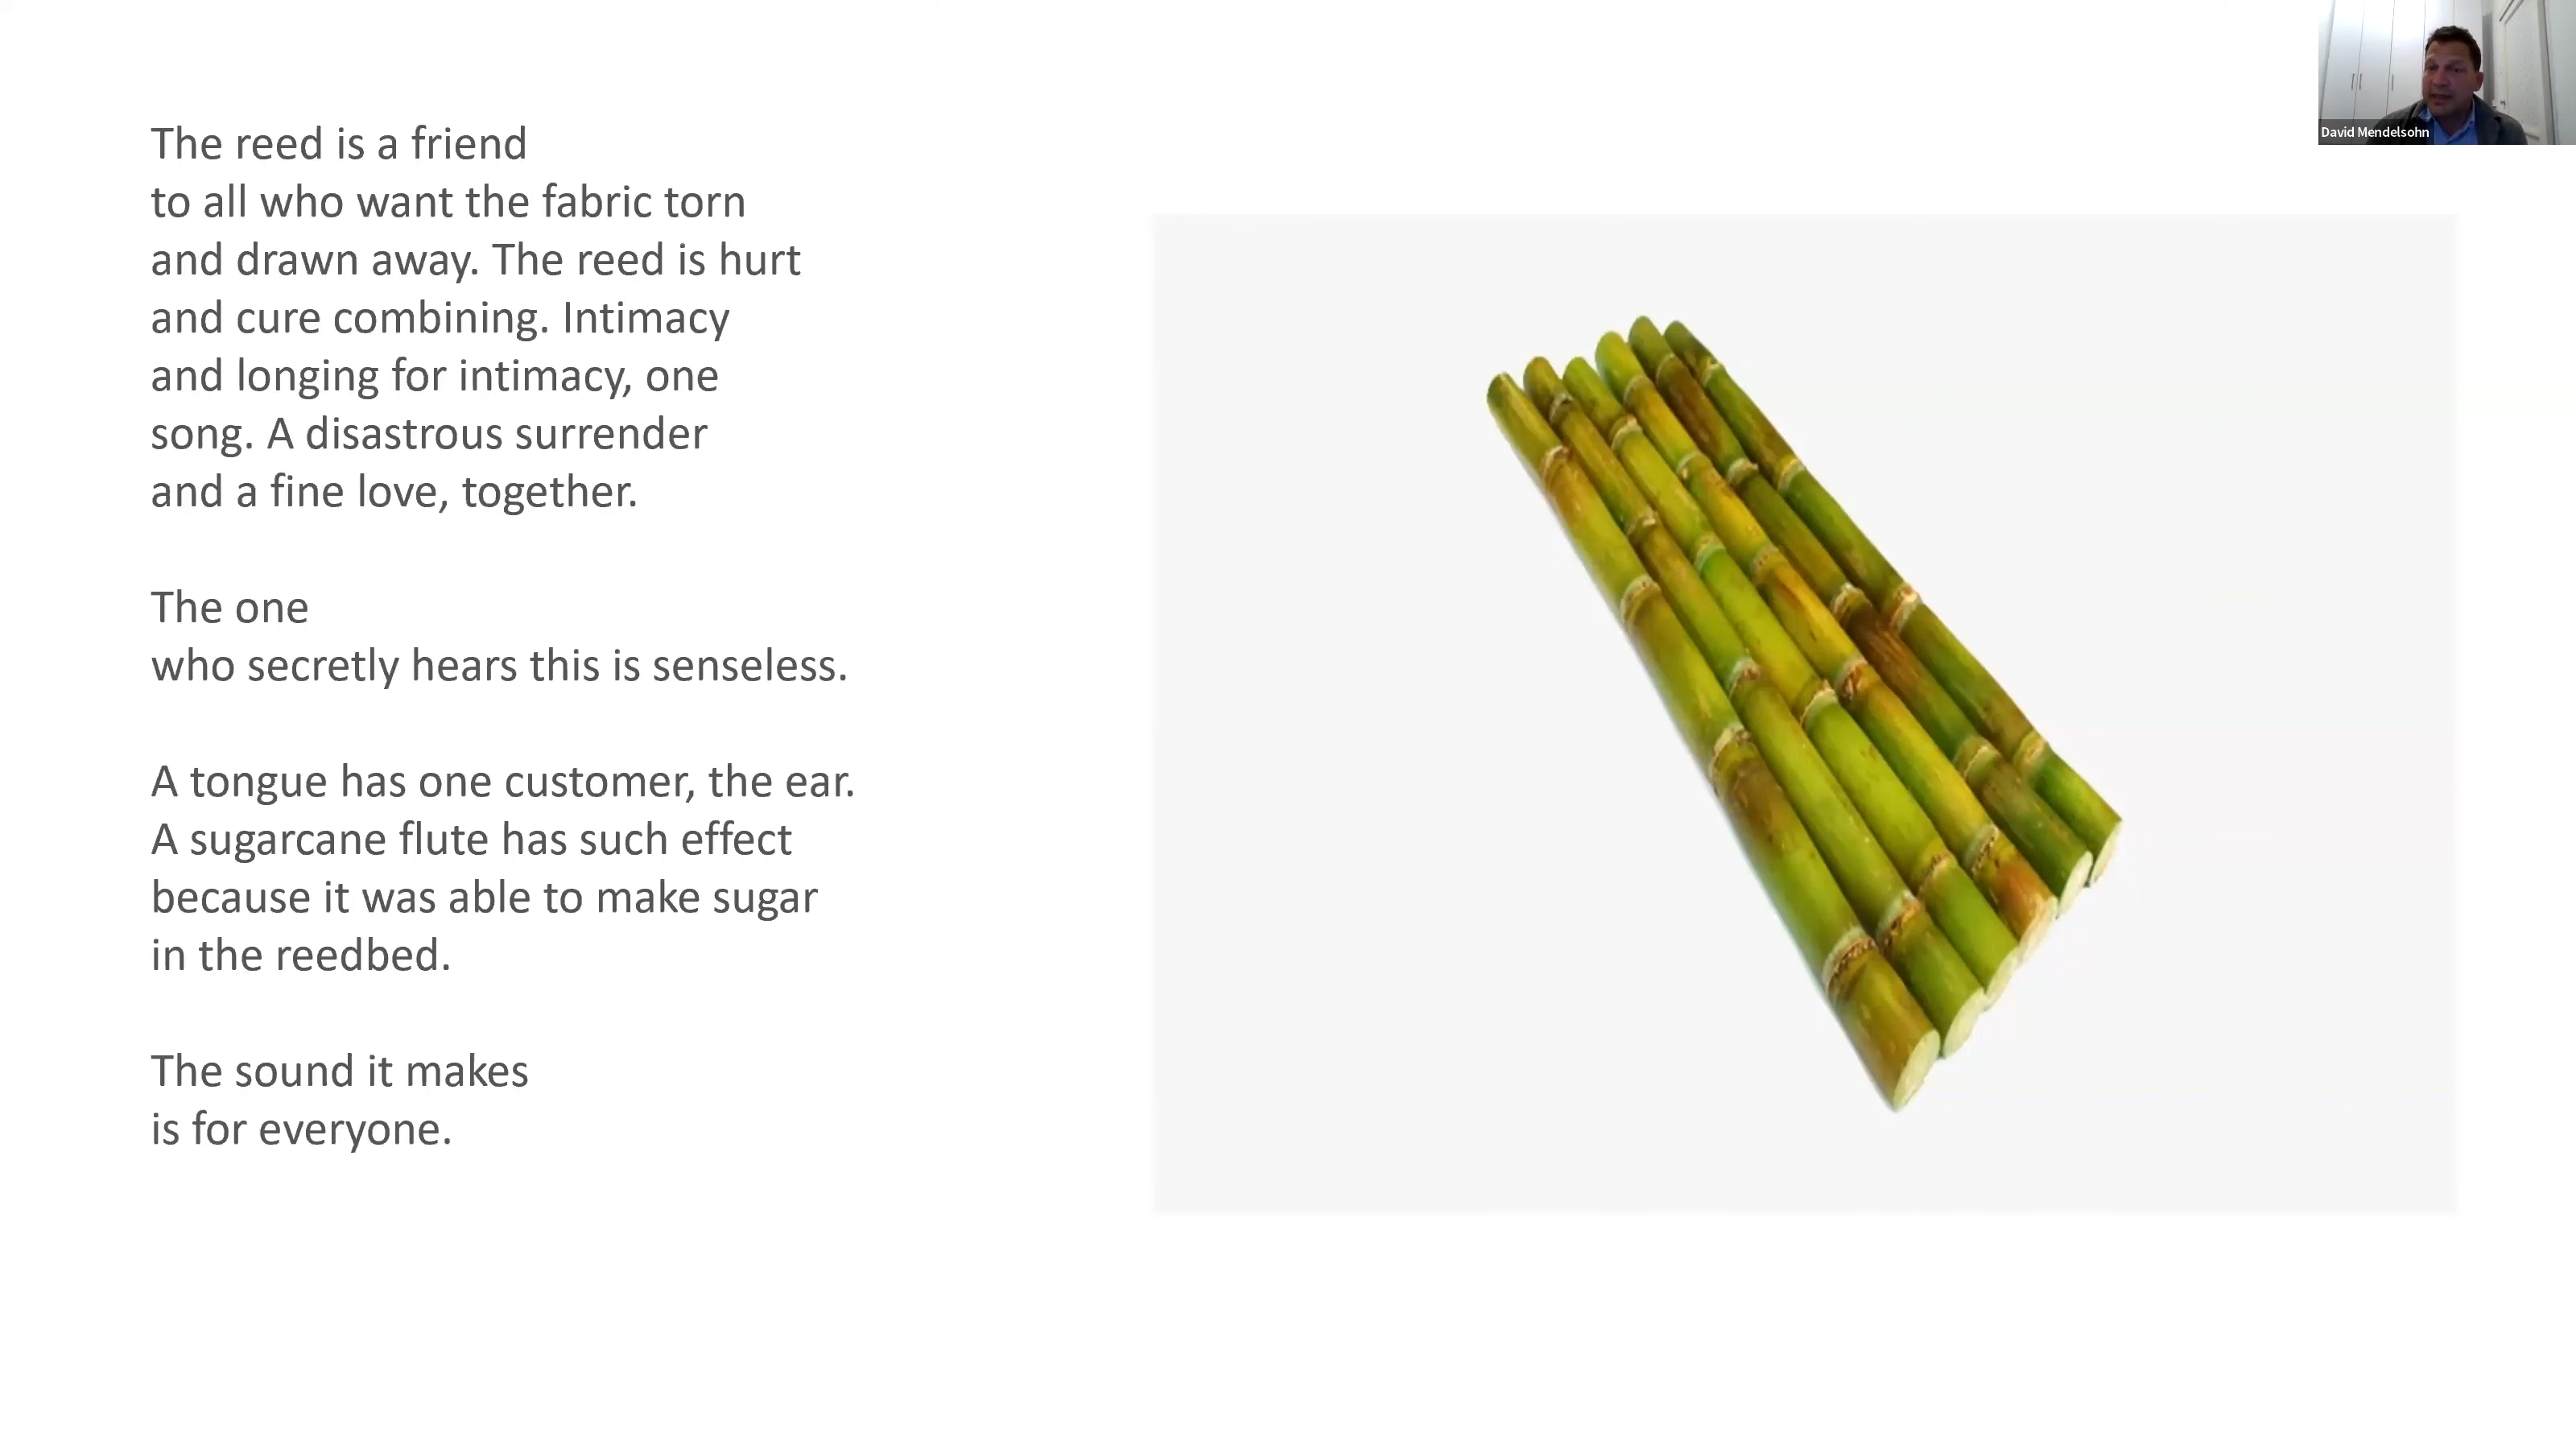 The reed is a friend
to all who want the fabric torn
and drawn away. The reed is hurt
and cure combining. Intimacy
and longing for intimacy, one
song. A disastrous surrender
and a fine love, together.
The one
who secretly hears this is senseless.
A tongue has one customer, the ear.
A sugarcane flute has such effect
because it was able to make sugar
in the reedbed.
The sound it makes
is for everyone.
David Mendelsohn